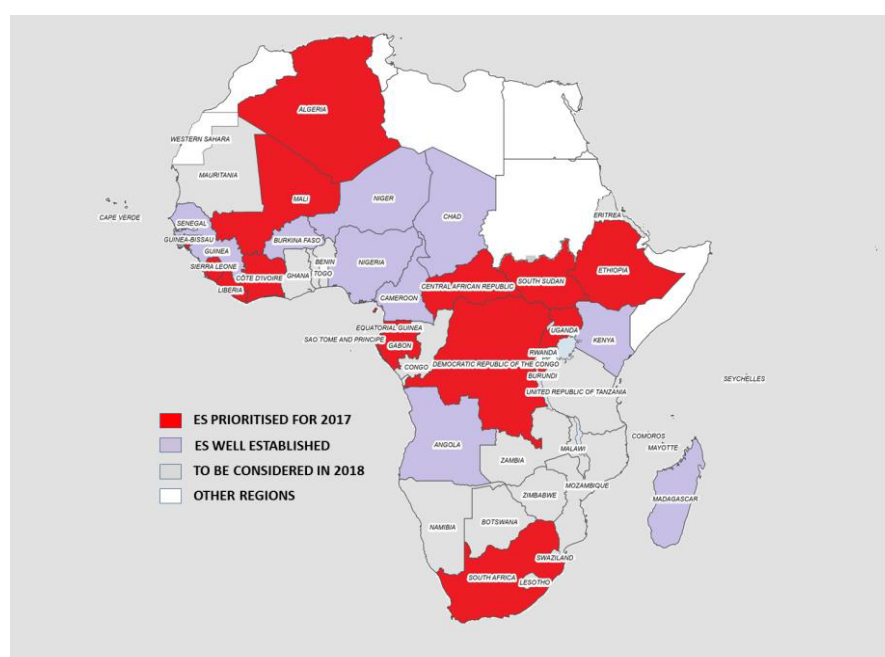 ALGERIA
WESTERN SAHARA
MAURITANIA
MALI
NIGER
CHAD
CAPE VERDE
SENEGAL
ERITREA
GUINEA-BISSAU
BURKINA FASO
GUINEA
NIGERIA
BENIN
SIERRA LEONE
CÔTE D'IVOIRE
GHANA
TOGO
ETHIOPIA
LIBERIA
CENTRAL AFRICAN REPUBLIC
SOUTH SUDAN
CAMEROON
EQUATORIAL GUINEA
UGANDA
SAO TOME AND PRINCIPE
GABON
KENYA
RWANDA
CONGO
DEMOCRATIC REPUBLIC OF THE CONGO
BURUNDI
SEYCHELLES
UNITED REPUBLIC OF TANZANIA
ES PRIORITISED FOR 2017
ES WELL ESTABLISHED
TO BE CONSIDERED IN 2018
OTHER REGIONS
COMOROS
ANGOLA
MALAWI
MAYOTTE
ZAMBIA
MOZAMBIQUE
ZIMBABWE
MADAGASCAR
NAMIBIA
BOTSWANA
SWAZILAND
SOUTH AFRICA
LESOTHO